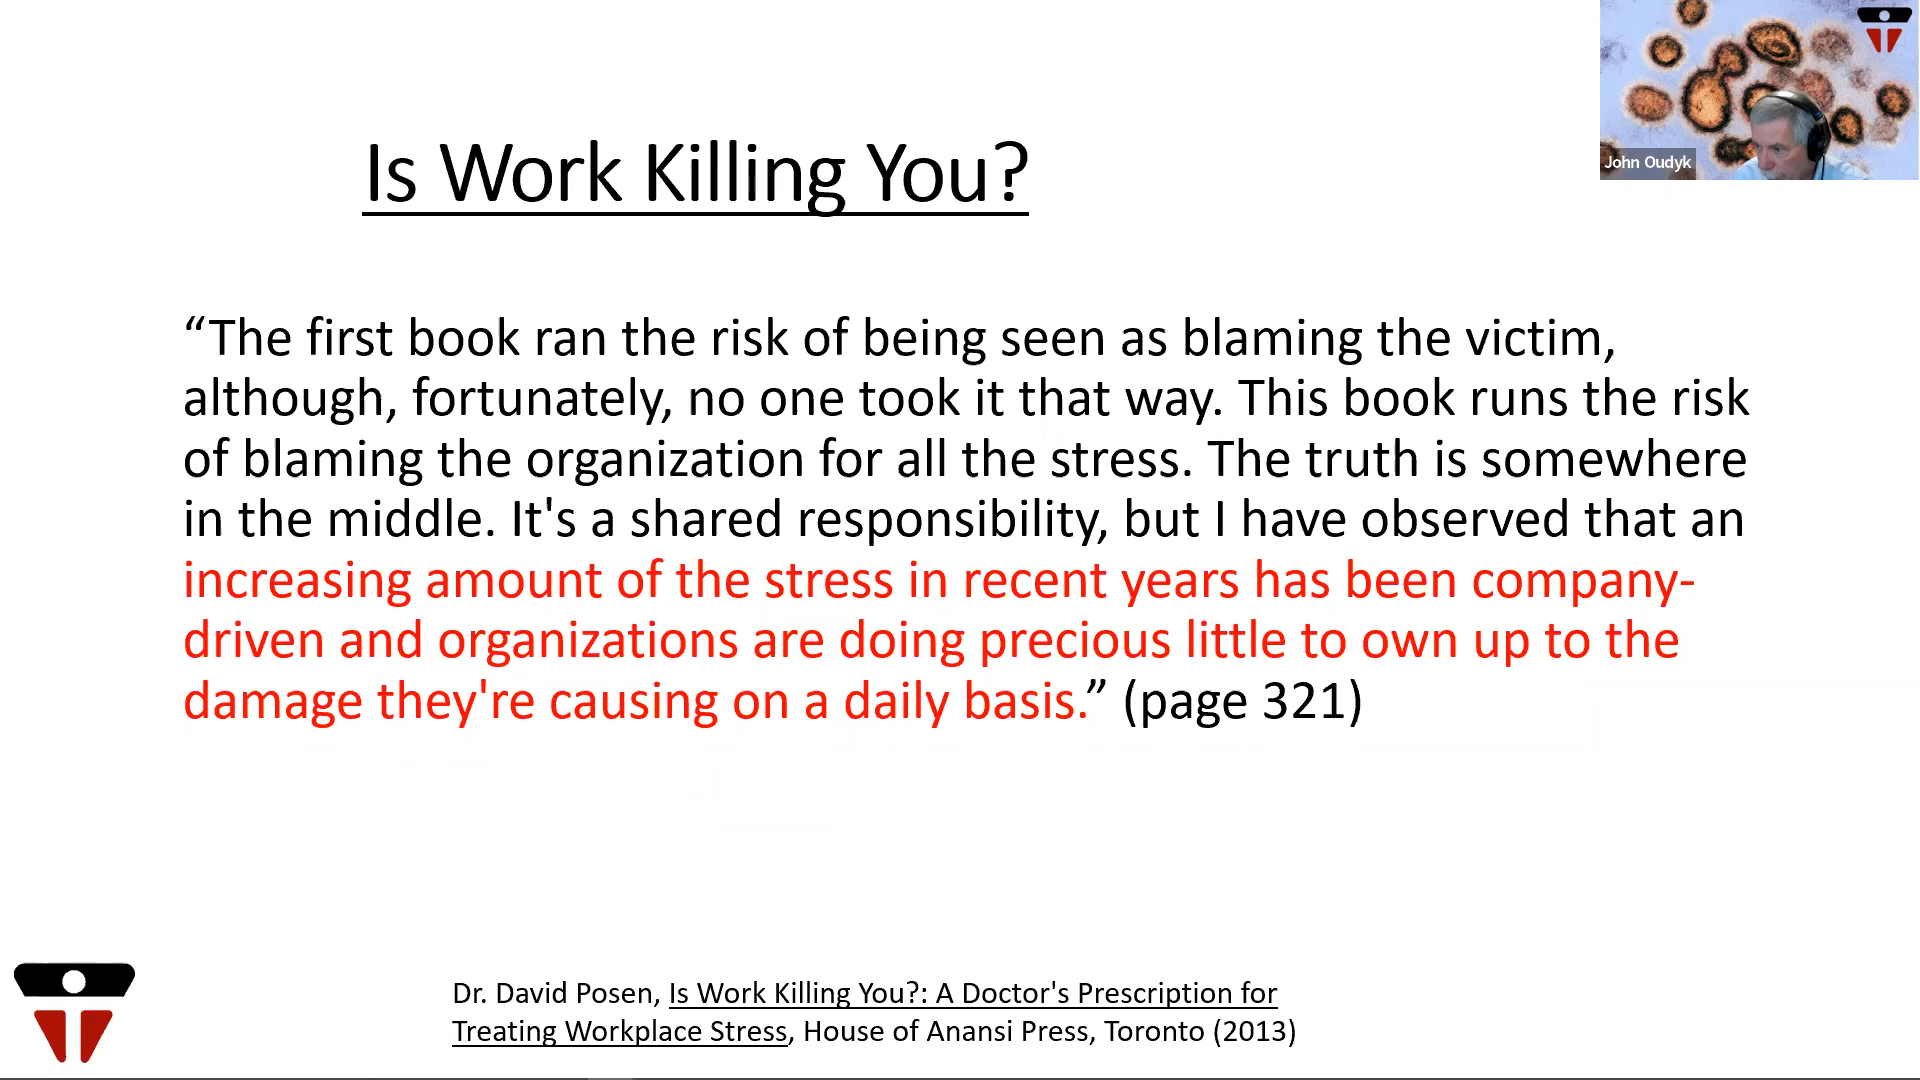 Is Work Killing You?
John Oudyk
“The first book ran the risk of being seen as blaming the victim,
although, fortunately, no one took it that way. This book runs the risk
of blaming the organization for all the stress. The truth is somewhere
in the middle. It's a shared responsibility, but I have observed that an
increasing amount of the stress in recent years has been company-
driven and organizations are doing precious little to own up to the
damage they're causing on a daily basis.” (page 321)
Dr. David Posen, Is Work Killing You?: A Doctor's Prescription for
Treating Workplace Stress, House of Anansi Press, Toronto (2013)